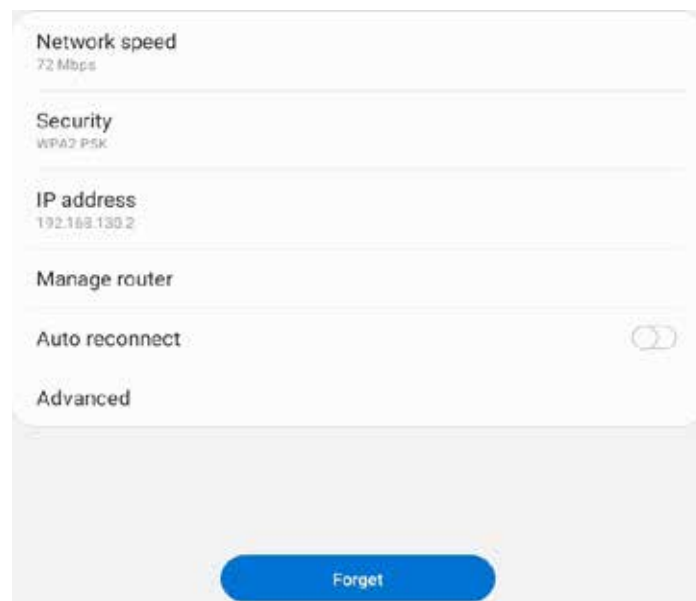 Network speed
72 Mbps
Security
WPA2 PSK
IP address
192.168.130.2
Manage router
Auto reconnect
Advanced
Forget